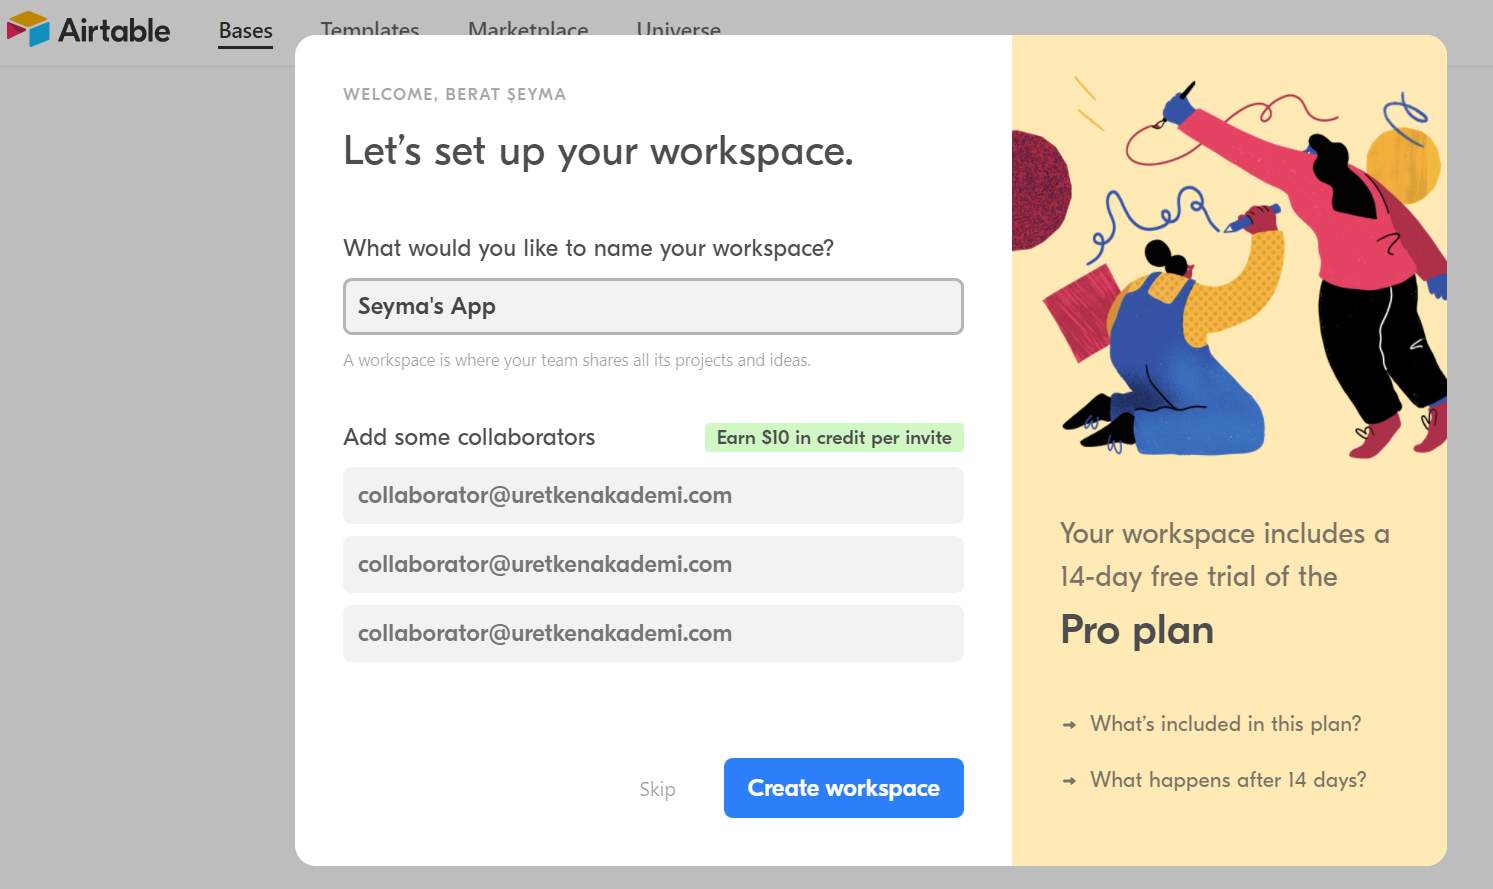 Airtable Bases Templates Marketplace Universe
WELCOME, BERAT ŞEYMA
Let’s set up your workspace.
What would you like to name your workspace?
Seyma's App
A workspace is where your team shares all its projects and ideas.
Add some collaborators
Earn $10 in credit per invite
collaborator@uretkenakademi.com
collaborator@uretkenakademi.com
collaborator@uretkenakademi.com
Skip
Create workspace
Your workspace includes a
14-day free trial of the
Pro plan
→ What’s included in this plan?
→ What happens after 14 days?